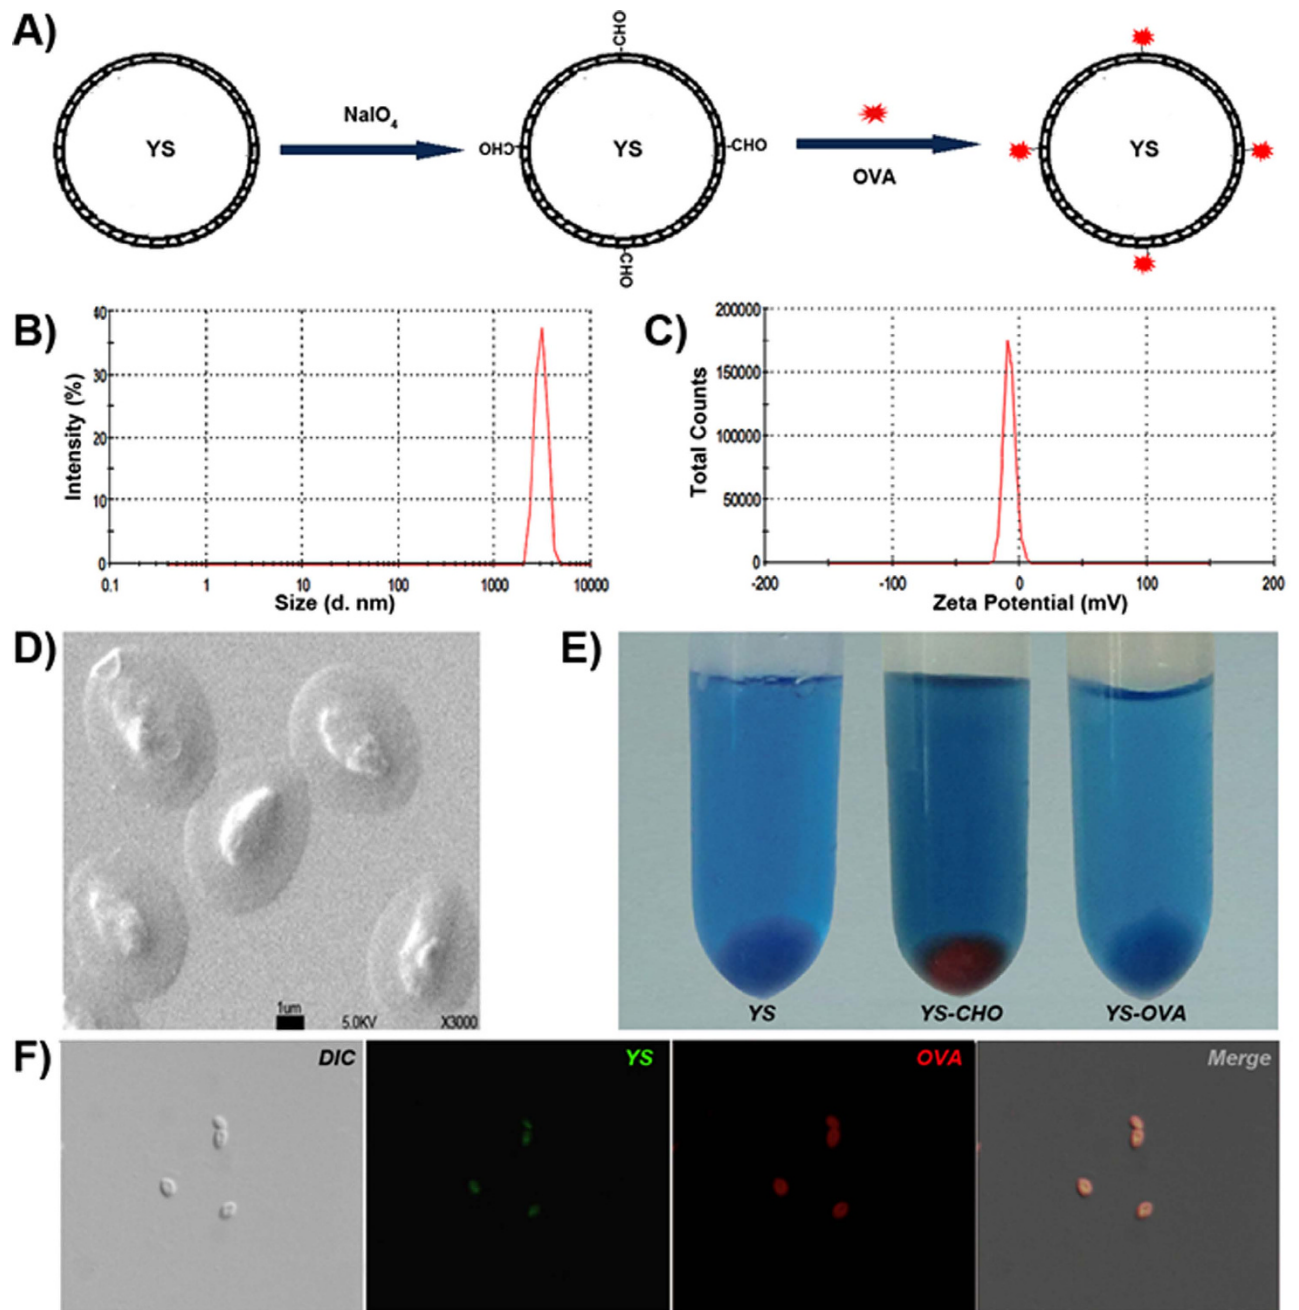 A)
-CHO
YS
NaIO4
-CHO
YS
-CHO
OVA
YS
-CHO
B)
40
30
20
10
0
Intensity (%)
0.1 1 10 100 1000 10000
Size (d. nm)
C)
200000
150000
100000
50000
0
Total Counts
-200 -100 0 100 200
Zeta Potential (mV)
D)
1um
5.0KV X3000
E)
YS YS-CHO YS-OVA
F)
DIC YS OVA Merge